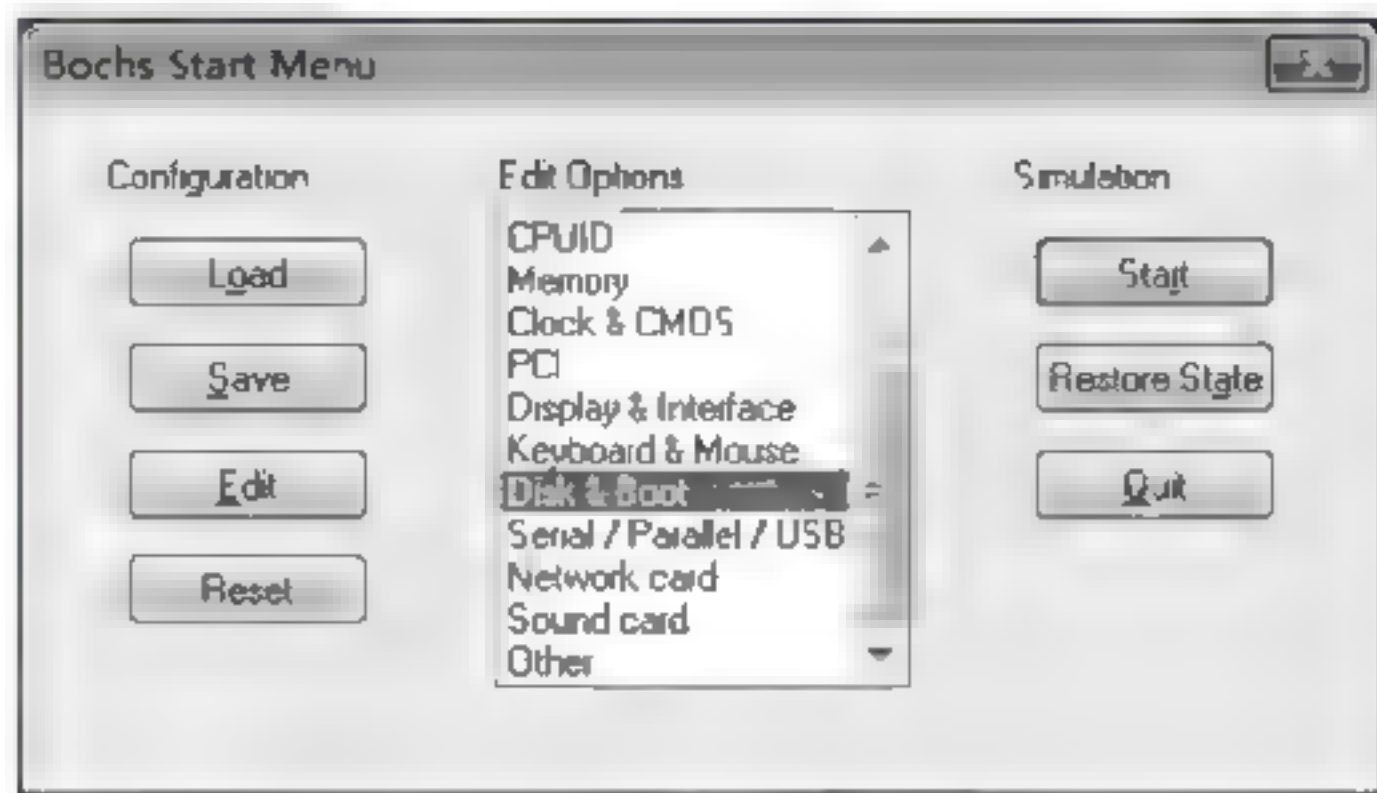 Bochs Start Menu
Configuration
Load
Save
Edit
Reset
Edit Options
CPUID
Memory
Clock & CMOS
PCI
Display & Interface
Keyboard & Mouse
Disk & Boot
Serial / Parallel / USB
Network card
Sound card
Other
Simulation
Start
Restore State
Quit